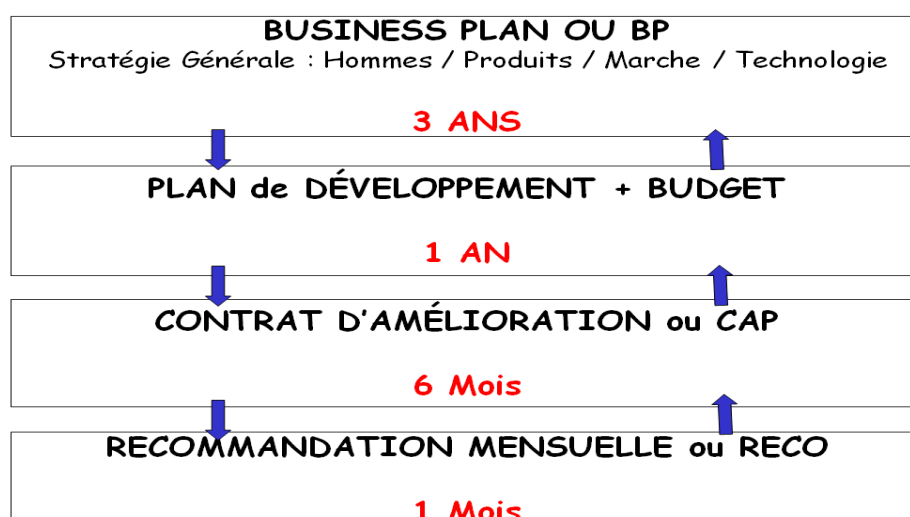 BUSINESS PLAN OU BP
Stratégie Générale : Hommes / Produits / Marche / Technologie
3 ANS
PLAN de DÉVELOPPEMENT + BUDGET
1 AN
CONTRAT D'AMÉLIORATION ou CAP
6 Mois
RECOMMANDATION MENSUELLE ou RECO
1 Mois